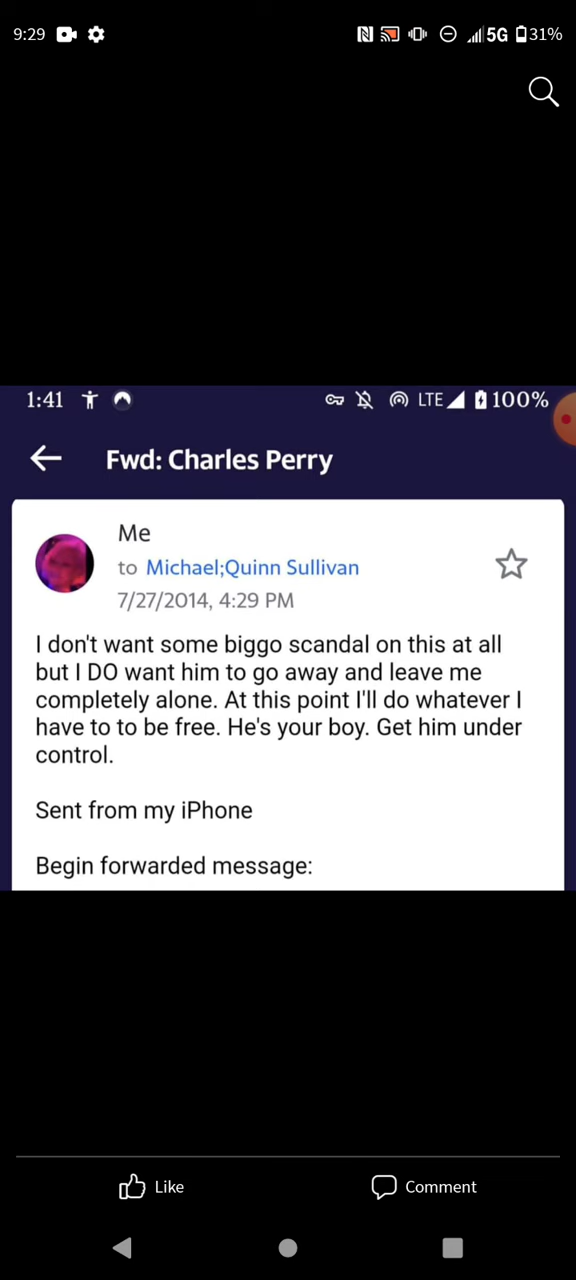 9:29 5G 31%
1:41 LTE 100%
Fwd: Charles Perry
Me
to Michael;Quinn Sullivan
7/27/2014, 4:29 PM
I don't want some biggo scandal on this at all
but I DO want him to go away and leave me
completely alone. At this point I'll do whatever I
have to to be free. He's your boy. Get him under
control.
Sent from my iPhone
Begin forwarded message:
Like Comment